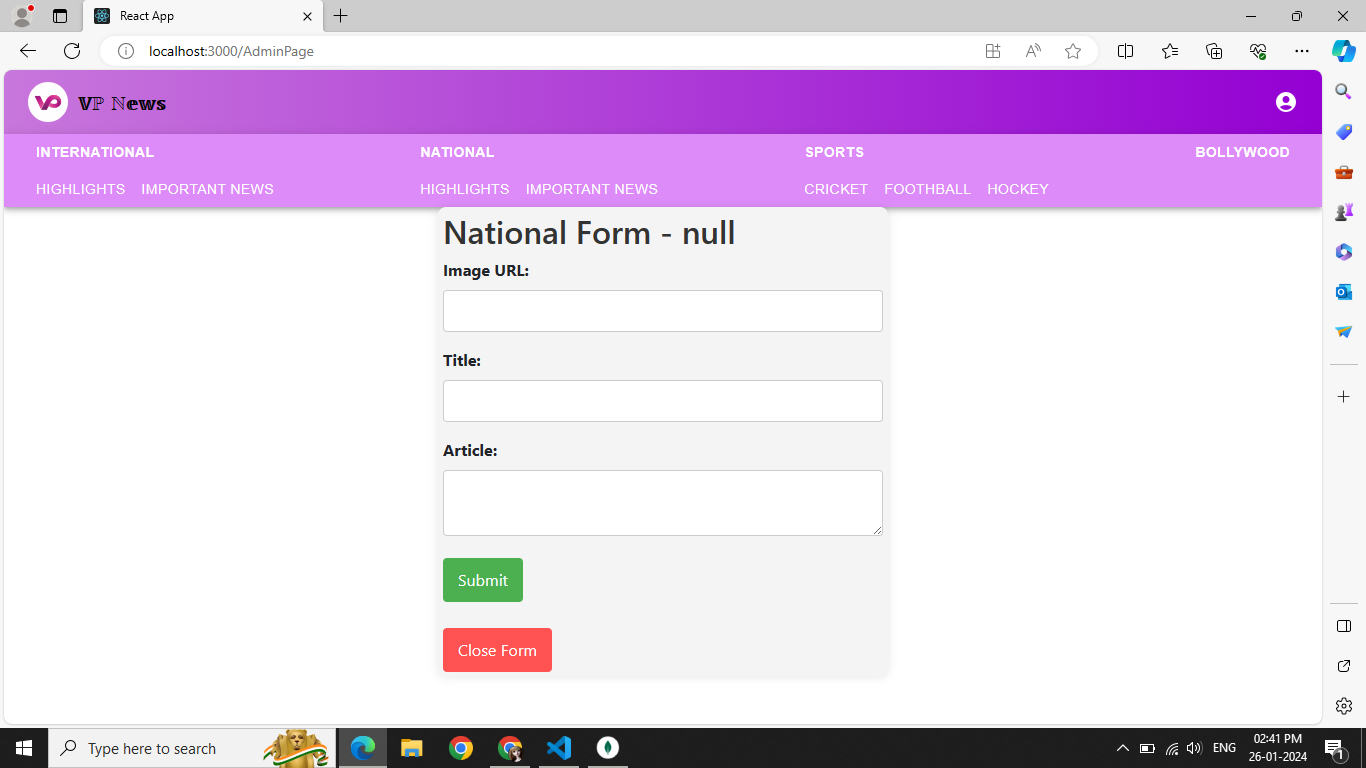 React App
localhost:3000/AdminPage
VP
𝕍ℙ ℕ𝕖𝕨𝕤
INTERNATIONAL NATIONAL SPORTS BOLLYWOOD
HIGHLIGHTS IMPORTANT NEWS HIGHLIGHTS IMPORTANT NEWS CRICKET FOOTHBALL HOCKEY
National Form - null
Image URL:
Title:
Article:
Submit
Close Form
Type here to search
ENG
02:41 PM
26-01-2024
1